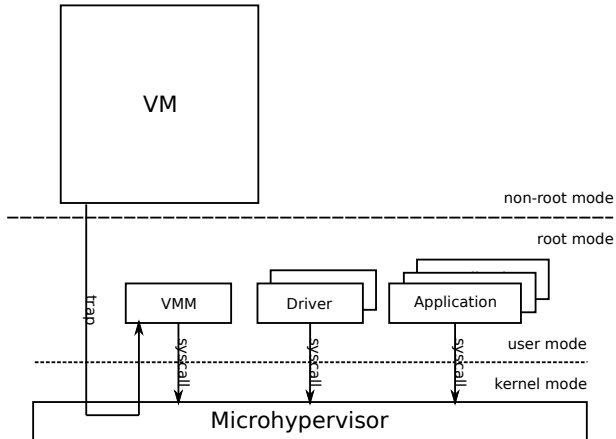 VM
non-root mode
root mode
trap
VMM
Driver
Application
syscall
syscall
syscall
user mode
kernel mode
Microhypervisor